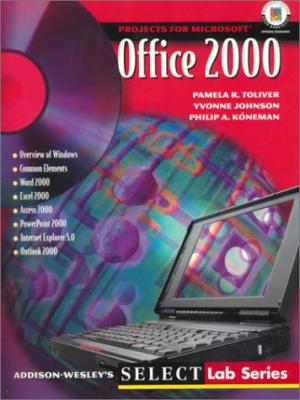 PROJECTS FOR MICROSOFT®
Office 2000
PAMELA R. TOLIVER
YVONNE JOHNSON
PHILIP A. KONEMAN
• Overview of Windows
• Common Elements
• Word 2000
• Excel 2000
• Access 2000
• PowerPoint 2000
• Internet Explorer 5.0
• Outlook 2000
ADDISON-WESLEY'S SELECT Lab Series